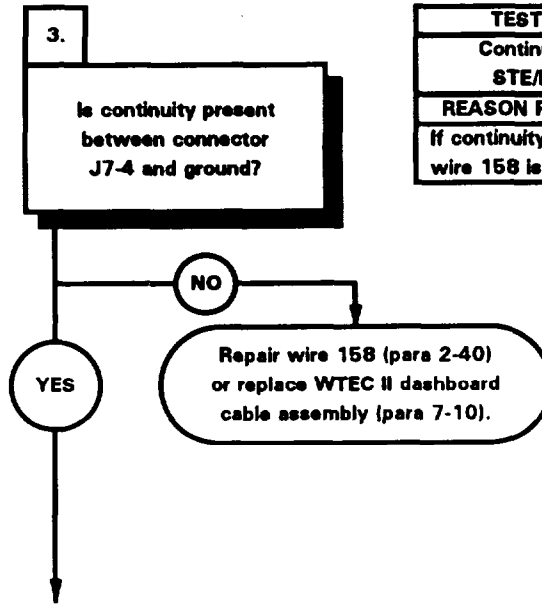 3.
Is continuity present
between connector
J7-4 and ground?
NO
Repair wire 158 (para 2-40)
or replace WTEC II dashboard
cable assembly (para 7-10).
YES
TEST
STE/
REASON
If continuity
wire 158 is